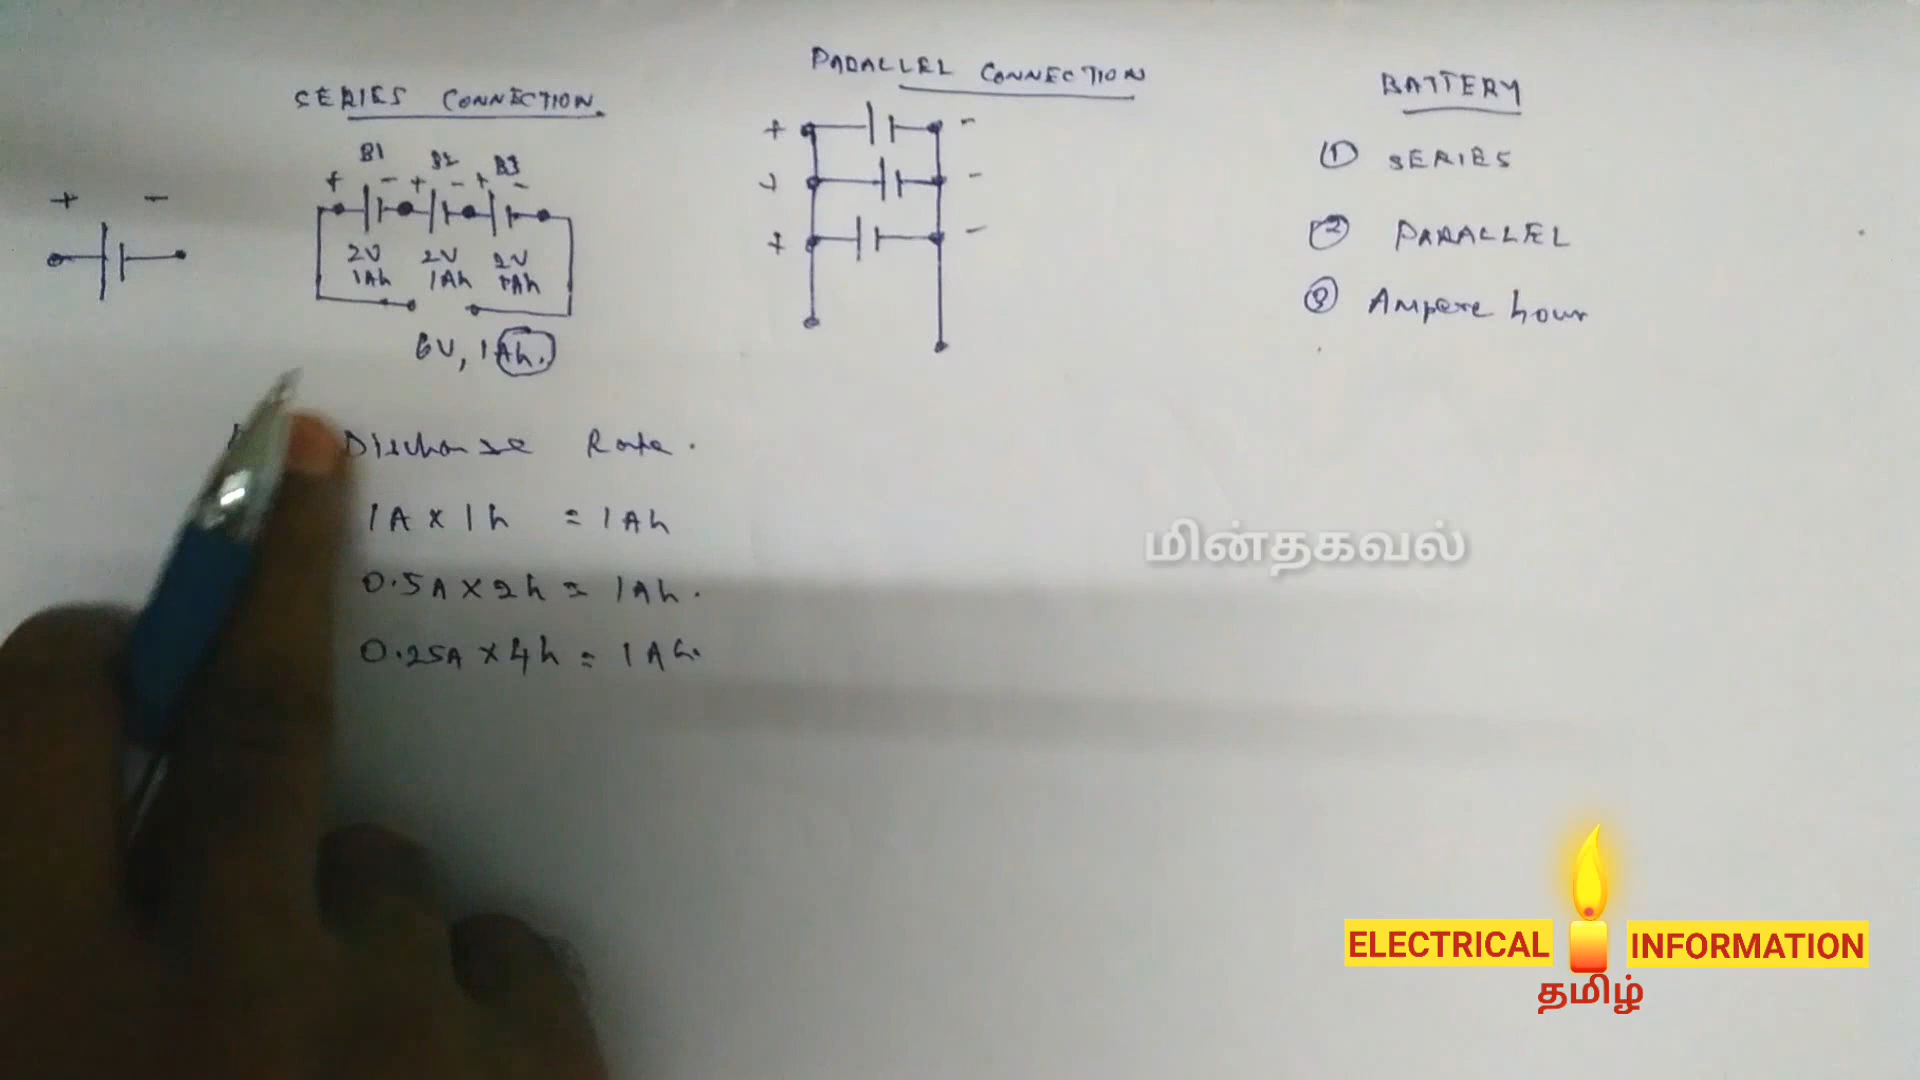 SERIES CONNECTION
B1 B2 B3
+ - + - + -
2V 2V 2V
1Ah 1Ah 1Ah
6V, 1Ah.
+ -
PARALLEL CONNECTION
+ -
+ -
+ -
BATTERY
① SERIES
② PARALLEL
③ Ampere hour
Discharge Rate.
1A × 1h = 1Ah
0.5A × 2h = 1Ah.
0.25A × 4h = 1Ah.
மின்தகவல்
ELECTRICAL INFORMATION
தமிழ்